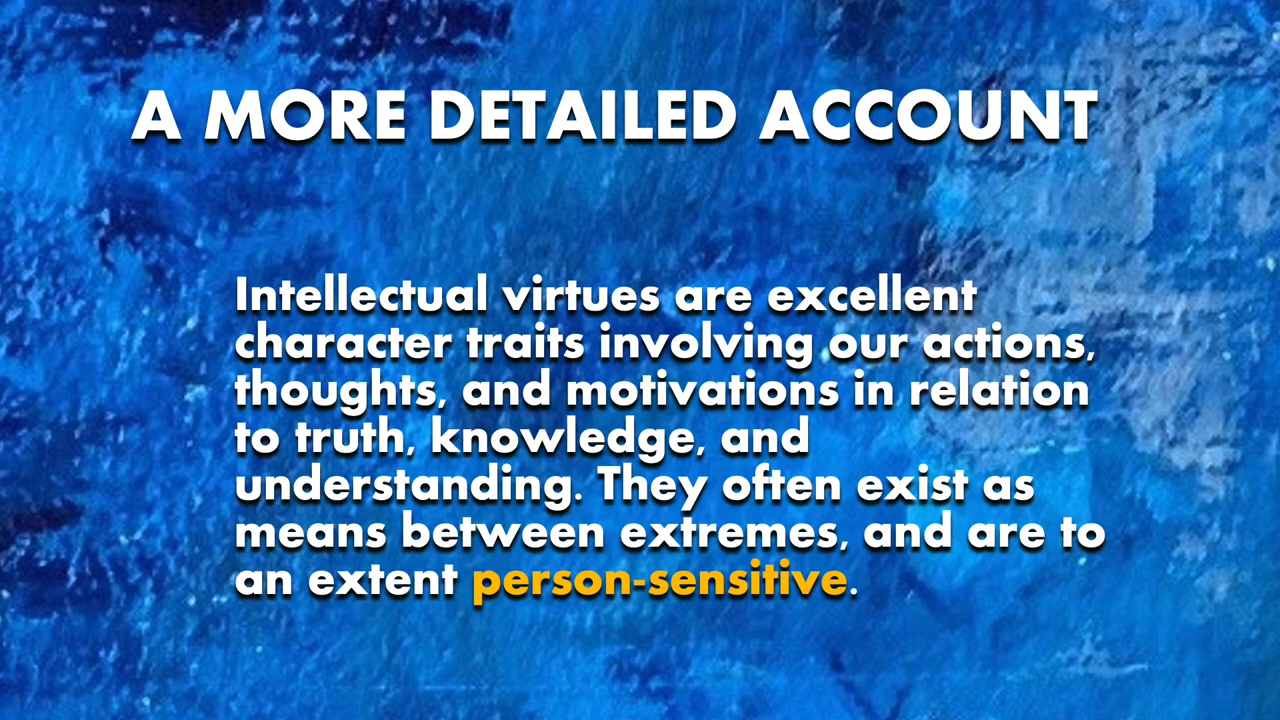 A MORE DETAILED ACCOUNT
Intellectual virtues are excellent
character traits involving our actions,
thoughts, and motivations in relation
to truth, knowledge, and
understanding. They often exist as
means between extremes, and are to
an extent person-sensitive.